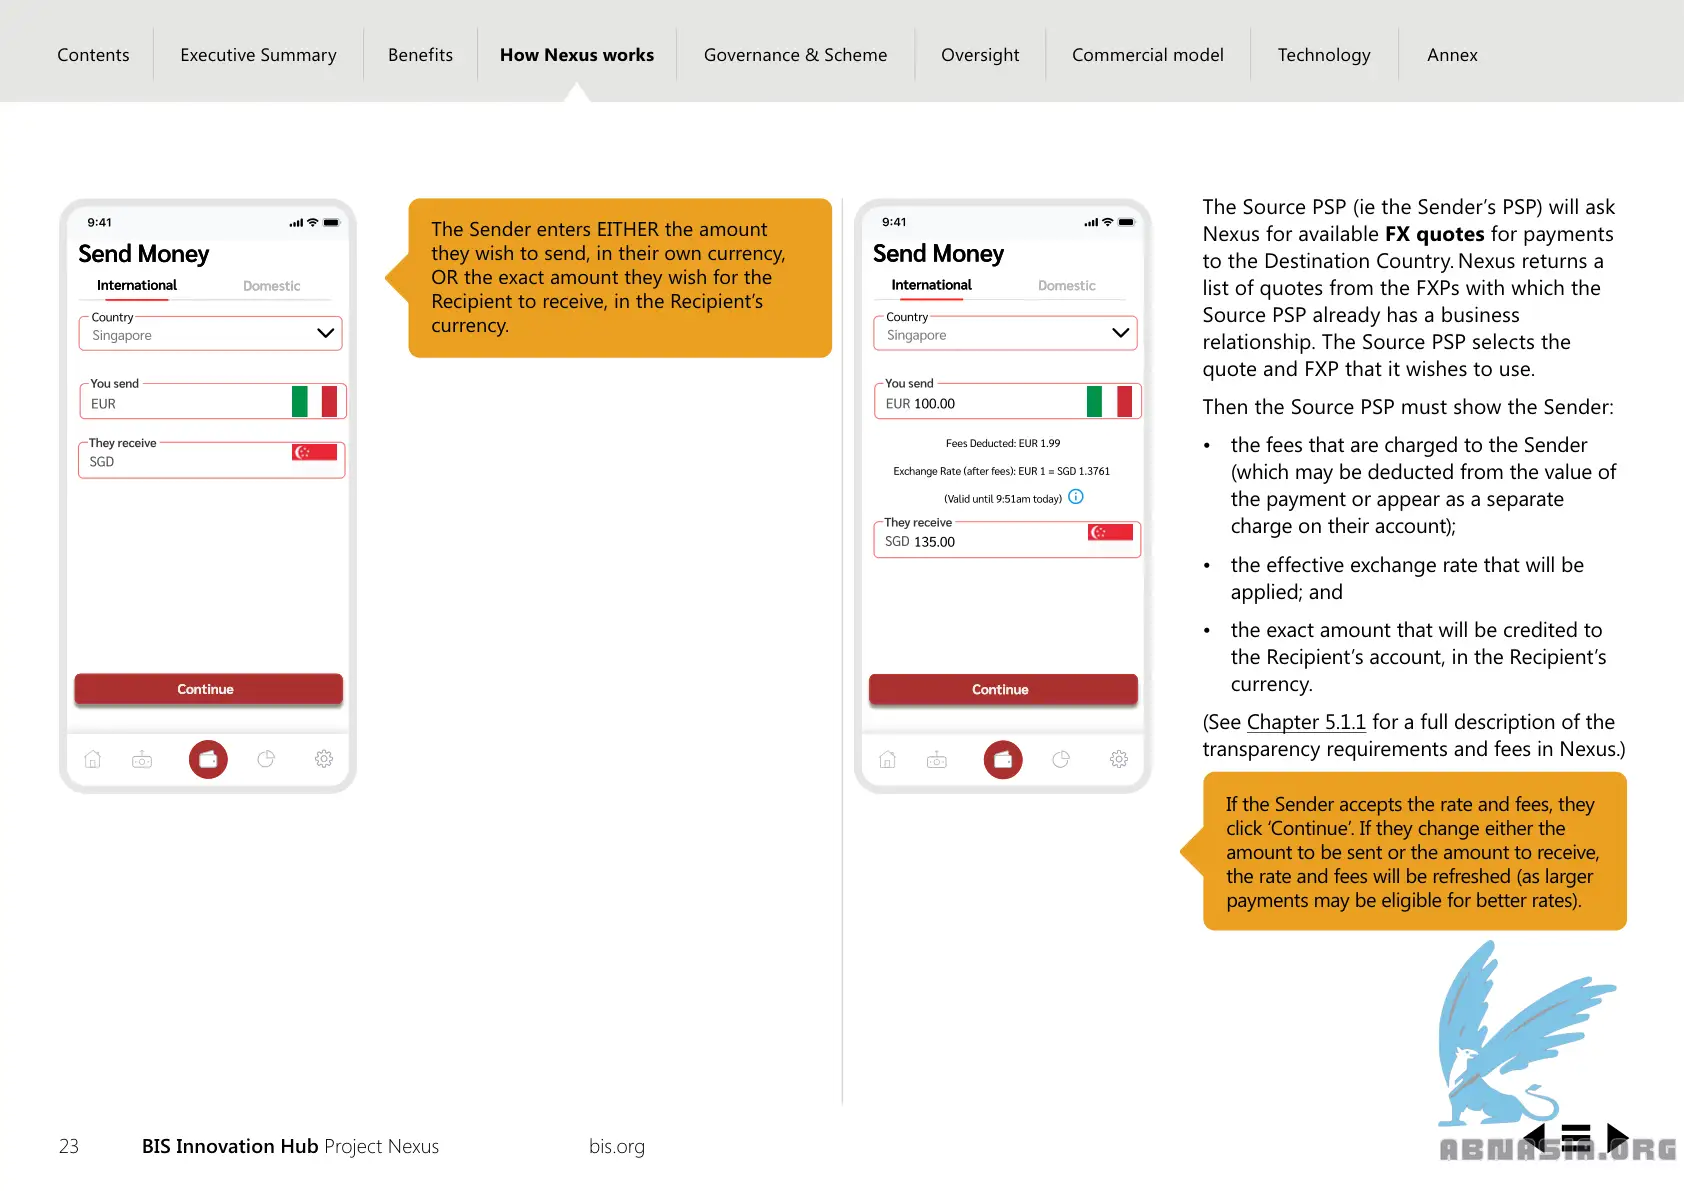 Contents
Executive Summary
Benefits
How Nexus works
Governance & Scheme
Oversight
Commercial model
Technology
Annex
9:41
Send Money
International
Domestic
Country
Singapore
You send
EUR
They receive
SGD
Continue
The Sender enters EITHER the amount
they wish to send, in their own currency,
OR the exact amount they wish for the
Recipient to receive, in the Recipient's
currency.
9:41
Send Money
International
Domestic
Country
Singapore
You send
EUR 100.00
Fees Deducted: EUR 1.99
Exchange Rate (after fees): EUR 1 = SGD 1.3761
(Valid until 9:51am today)
They receive
SGD 135.00
Continue
The Source PSP (ie the Sender's PSP) will ask
Nexus for available FX quotes for payments
to the Destination Country. Nexus returns a
list of quotes from the FXPs with which the
Source PSP already has a business
relationship. The Source PSP selects the
quote and FXP that it wishes to use.
Then the Source PSP must show the Sender:
• the fees that are charged to the Sender
(which may be deducted from the value of
the payment or appear as a separate
charge on their account);
• the effective exchange rate that will be
applied; and
• the exact amount that will be credited to
the Recipient's account, in the Recipient's
currency.
(See Chapter 5.1.1 for a full description of the
transparency requirements and fees in Nexus.)
If the Sender accepts the rate and fees, they
click 'Continue'. If they change either the
amount to be sent or the amount to receive,
the rate and fees will be refreshed (as larger
payments may be eligible for better rates).
23
BIS Innovation Hub Project Nexus
bis.org
ABNASIA.ORG